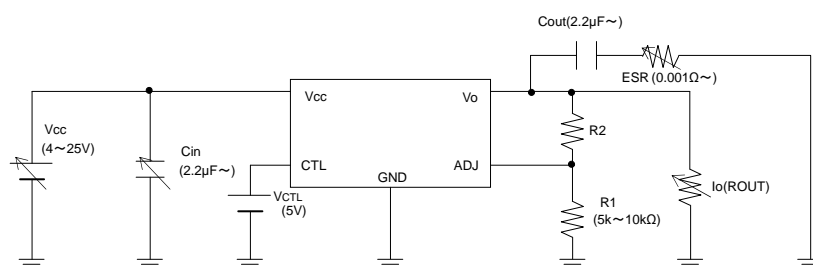 Cout(2.2μF～)
ESR (0.001Ω～)
Vcc
Vo
Vcc
(4～25V)
Cin
(2.2μF～)
R2
CTL
ADJ
GND
VCTL
(5V)
R1
(5k～10kΩ)
Io(ROUT)